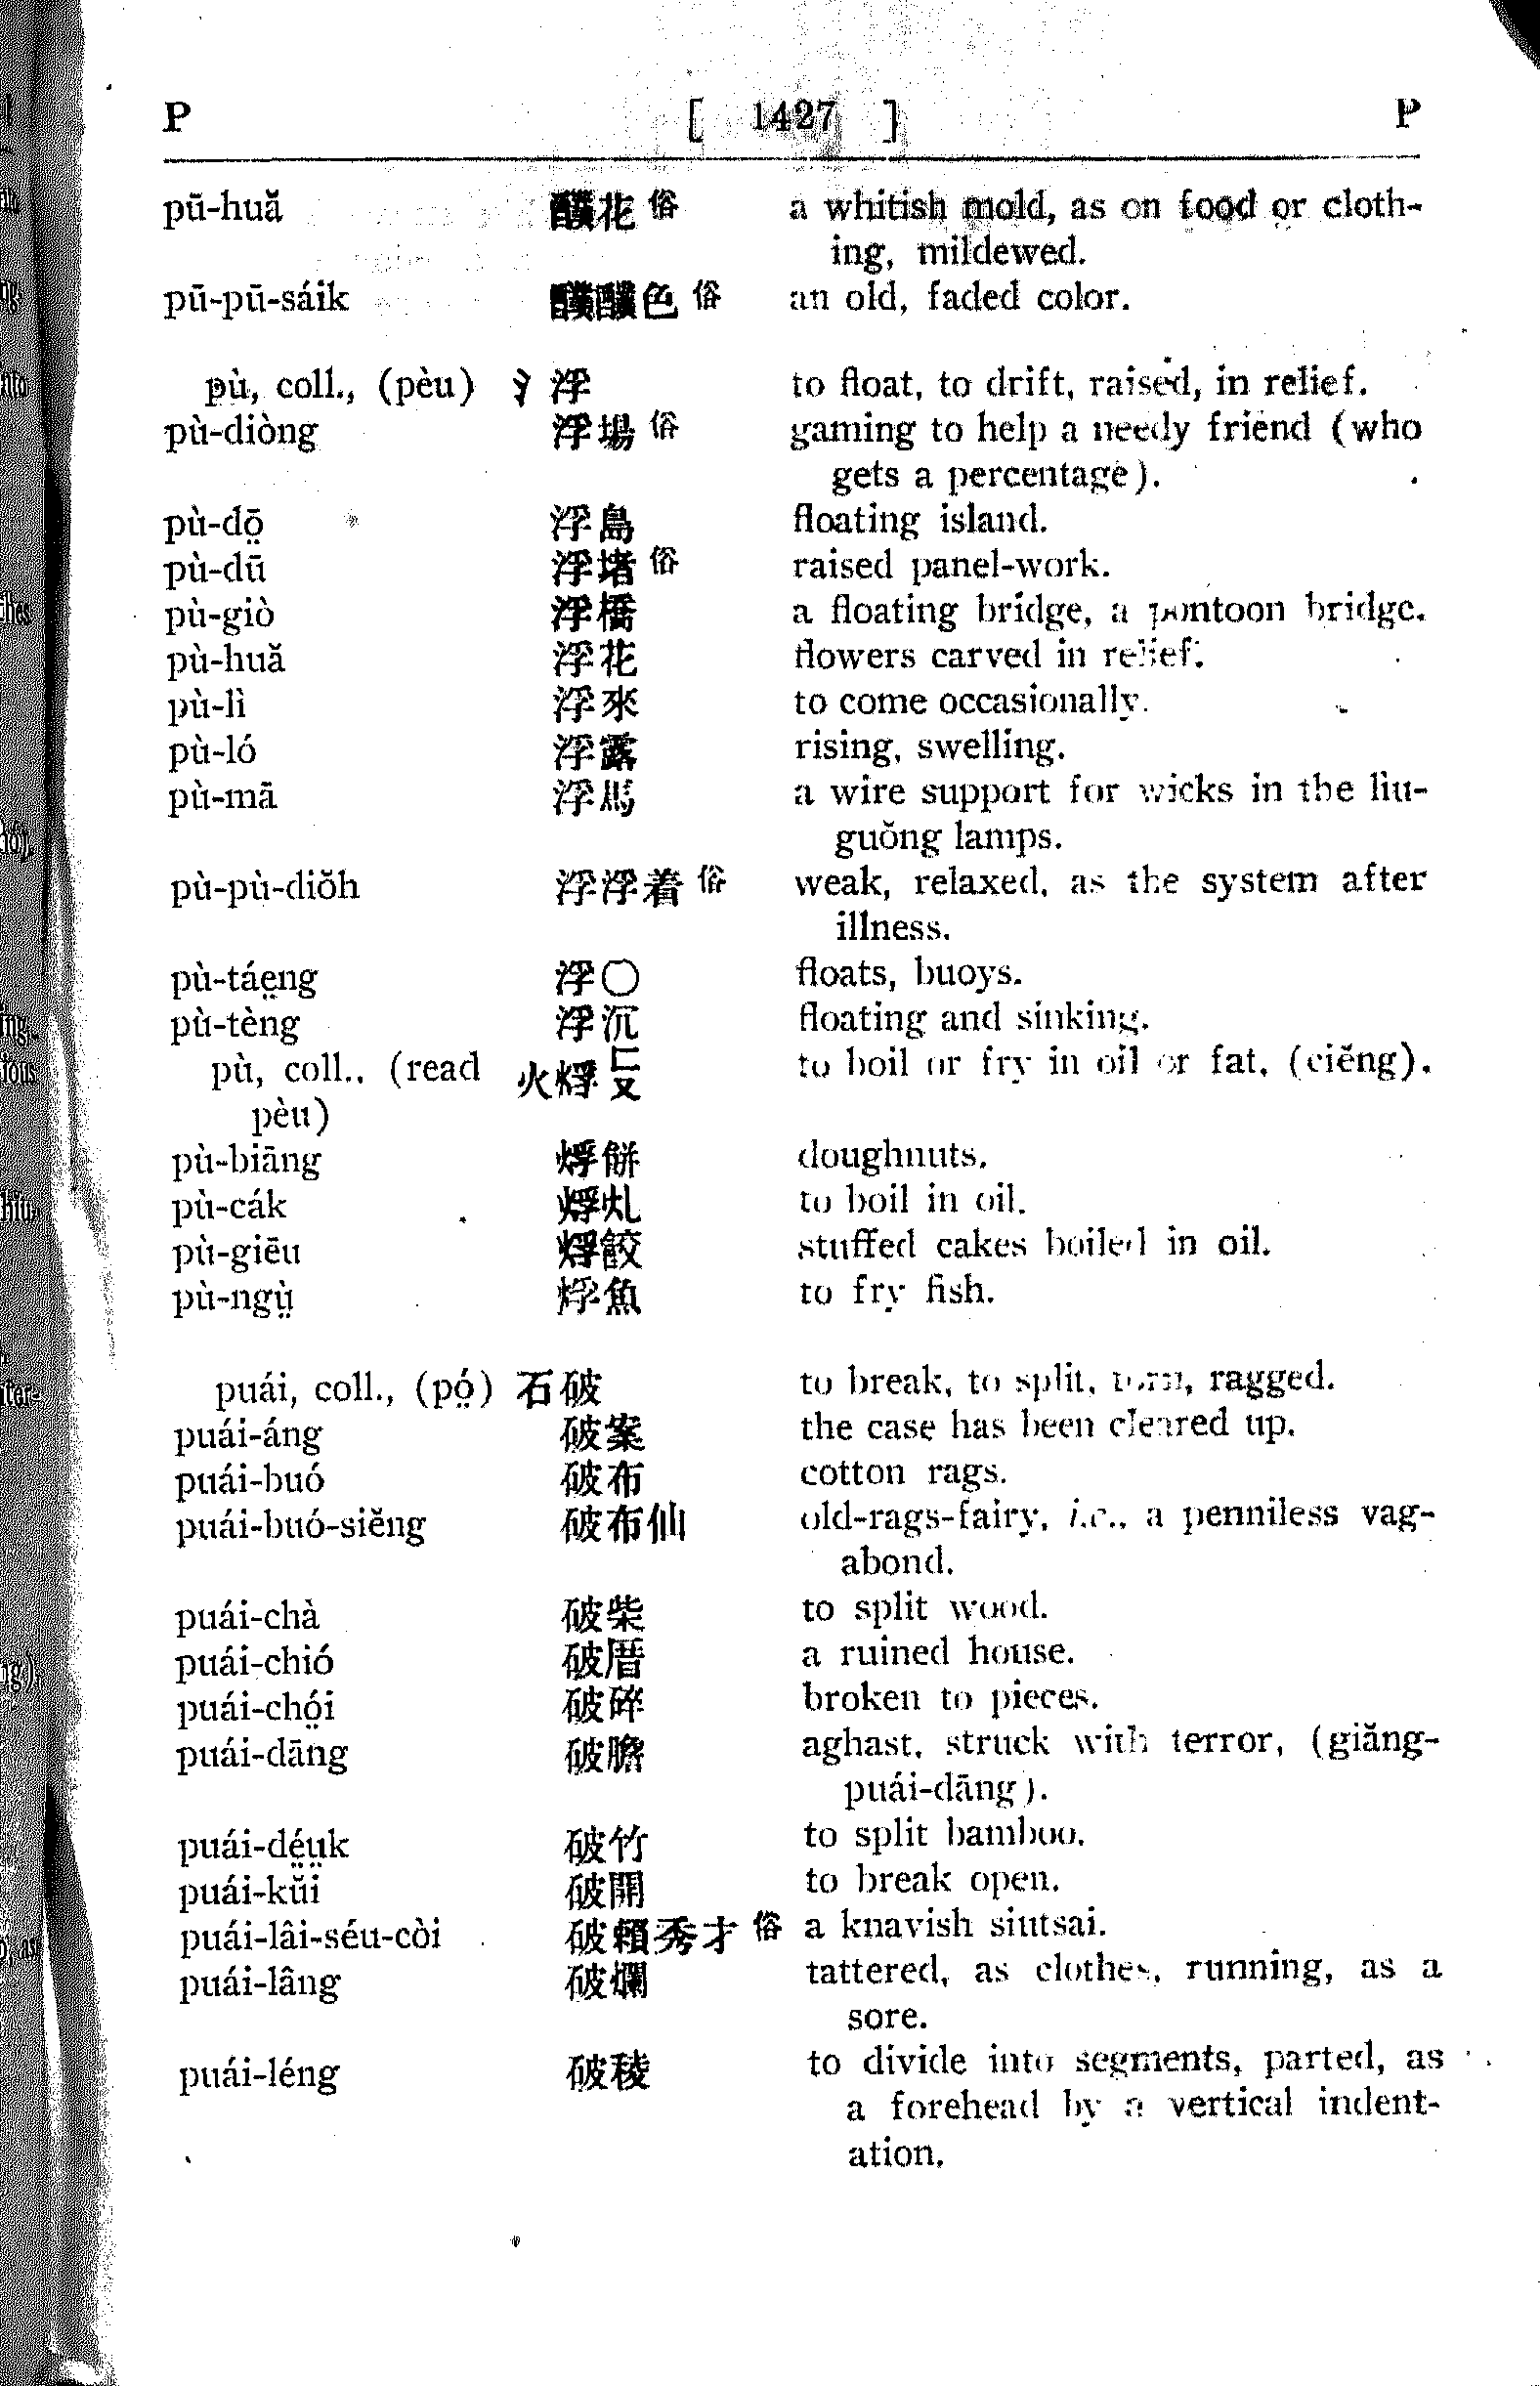 P [ 1427 ] P
pū-huă 醭花俗 a whitish mold, as on food or cloth-
ing, mildewed.
pū-pū-sáik 醭醭色俗 an old, faded color.
pù, coll., (pèu) 氵浮 to float, to drift, raised, in relief.
pù-diòng 浮場俗 gaming to help a needy friend (who
gets a percentage).
pù-dō̤ 浮島 floating island.
pù-dū 浮堵俗 raised panel-work.
pù-giò 浮橋 a floating bridge, a pontoon bridge.
pù-huă 浮花 flowers carved in relief.
pù-lì 浮來 to come occasionally.
pù-ló 浮露 rising, swelling.
pù-mā 浮馬 a wire support for wicks in the liu-
guŏng lamps.
pù-pù-diŏh 浮浮着俗 weak, relaxed, as the system after
illness.
pù-táe̤ng 浮〇 floats, buoys.
pù-tèng 浮沉 floating and sinking.
pù, coll., (read 火烰 to boil or fry in oil or fat, (ciĕng).
pèu)
pù-biāng 烰餅 doughnuts.
pù-cák 烰 to boil in oil.
pù-giēu 烰餃 stuffed cakes boiled in oil.
pù-ngṳ̀ 烰魚 to fry fish.
puái, coll., (pó̤) 石破 to break, to split, torn, ragged.
puái-áng 破案 the case has been cleared up.
puái-buó 破布 cotton rags.
puái-buó-siĕng 破布仙 old-rags-fairy, i.e., a penniless vag-
abond.
puái-chà 破柴 to split wood.
puái-chió 破厝 a ruined house.
puái-chó̤i 破碎 broken to pieces.
puái-dāng 破膽 aghast, struck with terror, (giăng-
puái-dāng).
puái-dé̤ṳk 破竹 to split bamboo.
puái-kŭi 破開 to break open.
puái-lâi-séu-còi 破賴秀才俗 a knavish siutsai.
puái-lâng 破爛 tattered, as clothes, running, as a
sore.
puái-léng 破稜 to divide into segments, parted, as
a forehead by a vertical indent-
ation.